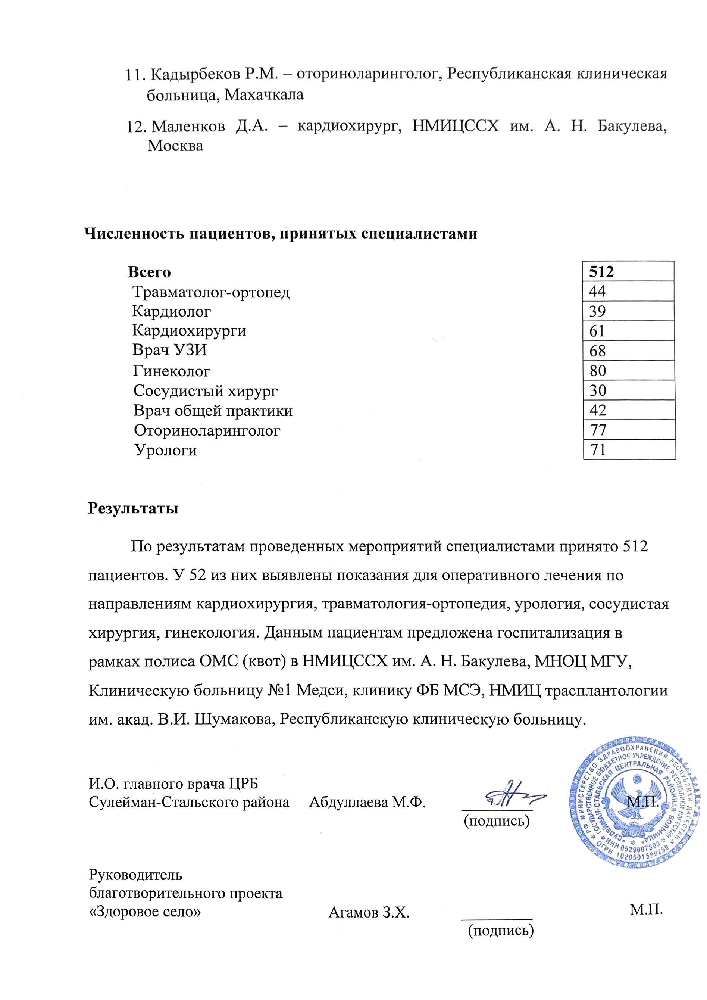 11. Кадырбеков Р.М. – оториноларинголог, Республиканская клиническая
больница, Махачкала
12. Маленков Д.А. – кардиохирург, НМИЦССХ им. А. Н. Бакулева,
Москва
Численность пациентов, принятых специалистами
Всего 512
Травматолог-ортопед 44
Кардиолог 39
Кардиохирурги 61
Врач УЗИ 68
Гинеколог 80
Сосудистый хирург 30
Врач общей практики 42
Оториноларинголог 77
Урологи 71
Результаты
По результатам проведенных мероприятий специалистами принято 512
пациентов. У 52 из них выявлены показания для оперативного лечения по
направлениям кардиохирургия, травматология-ортопедия, урология, сосудистая
хирургия, гинекология. Данным пациентам предложена госпитализация в
рамках полиса ОМС (квот) в НМИЦССХ им. А. Н. Бакулева, МНОЦ МГУ,
Клиническую больницу №1 Медси, клинику ФБ МСЭ, НМИЦ трасплантологии
им. акад. В.И. Шумакова, Республиканскую клиническую больницу.
И.О. главного врача ЦРБ
Сулейман-Стальского района Абдуллаева М.Ф. М.П.
(подпись)
РФ МИНИСТЕРСТВО ЗДРАВООХРАНЕНИЯ РЕСПУБЛИКИ ДАГЕСТАН
ОГРН 1020501589250
ГОСУДАРСТВЕННОЕ БЮДЖЕТНОЕ УЧРЕЖДЕНИЕ РЕСПУБЛИКИ ДАГЕСТАН
ИНН 0529007303
«СУЛЕЙМАН-СТАЛЬСКАЯ ЦЕНТРАЛЬНАЯ РАЙОННАЯ БОЛЬНИЦА»
Руководитель
благотворительного проекта
«Здоровое село» Агамов З.Х. М.П.
(подпись)